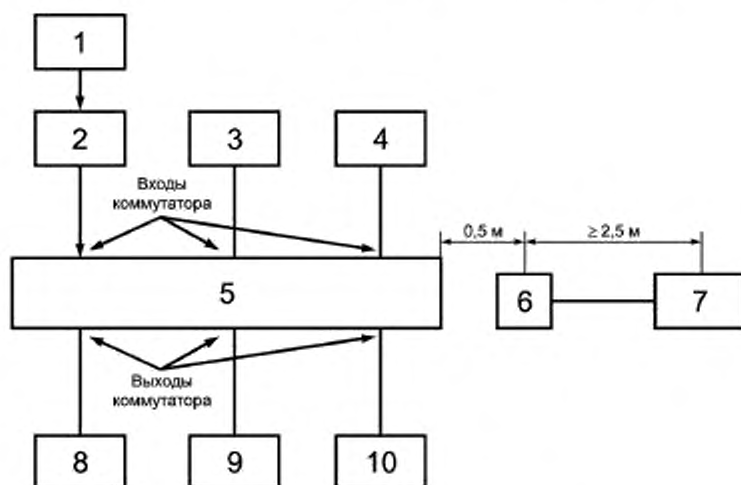 1
2
3
4
Входы
коммутатора
0,5 м
≥ 2,5 м
5
6
7
Выходы
коммутатора
8
9
10